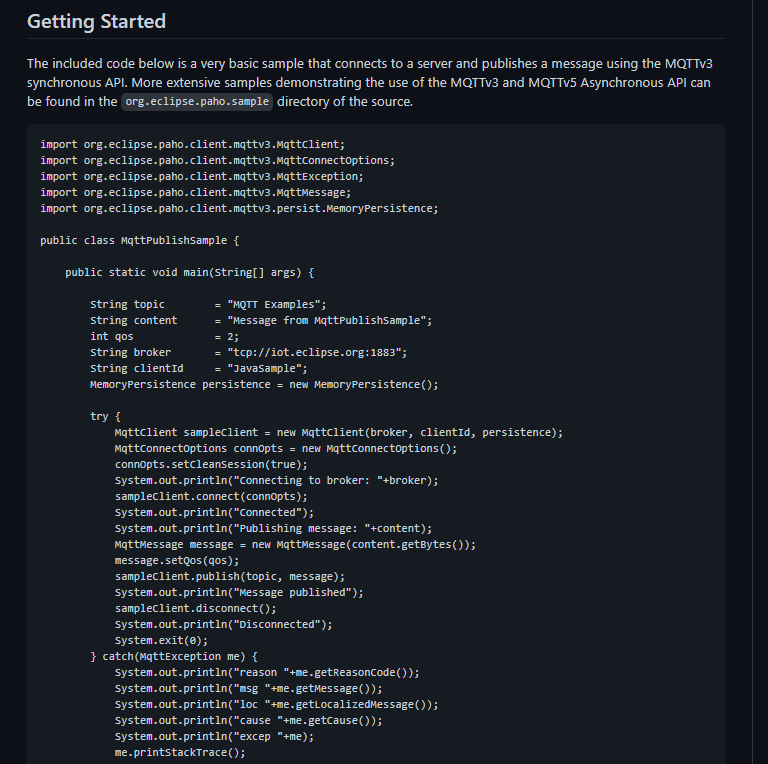 Getting Started
The included code below is a very basic sample that connects to a server and publishes a message using the MQTTv3
synchronous API. More extensive samples demonstrating the use of the MQTTv3 and MQTTv5 Asynchronous API can
be found in the org.eclipse.paho.sample directory of the source.
import org.eclipse.paho.client.mqttv3.MqttClient;
import org.eclipse.paho.client.mqttv3.MqttConnectOptions;
import org.eclipse.paho.client.mqttv3.MqttException;
import org.eclipse.paho.client.mqttv3.MqttMessage;
import org.eclipse.paho.client.mqttv3.persist.MemoryPersistence;
public class MqttPublishSample {
    public static void main(String[] args) {
        String topic        = "MQTT Examples";
        String content      = "Message from MqttPublishSample";
        int qos             = 2;
        String broker       = "tcp://iot.eclipse.org:1883";
        String clientId     = "JavaSample";
        MemoryPersistence persistence = new MemoryPersistence();
        try {
            MqttClient sampleClient = new MqttClient(broker, clientId, persistence);
            MqttConnectOptions connOpts = new MqttConnectOptions();
            connOpts.setCleanSession(true);
            System.out.println("Connecting to broker: "+broker);
            sampleClient.connect(connOpts);
            System.out.println("Connected");
            System.out.println("Publishing message: "+content);
            MqttMessage message = new MqttMessage(content.getBytes());
            message.setQos(qos);
            sampleClient.publish(topic, message);
            System.out.println("Message published");
            sampleClient.disconnect();
            System.out.println("Disconnected");
            System.exit(0);
        } catch(MqttException me) {
            System.out.println("reason "+me.getReasonCode());
            System.out.println("msg "+me.getMessage());
            System.out.println("loc "+me.getLocalizedMessage());
            System.out.println("cause "+me.getCause());
            System.out.println("excep "+me);
            me.printStackTrace();